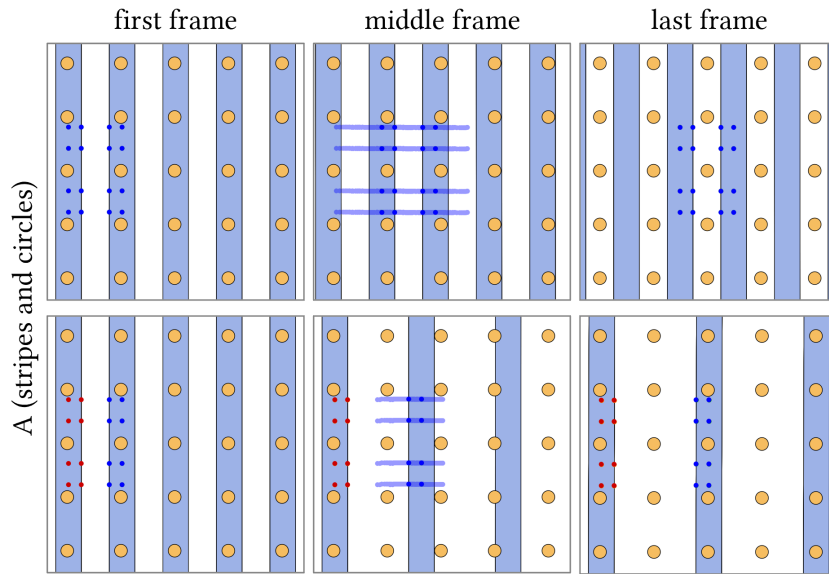 first frame
middle frame
last frame
A (stripes and circles)